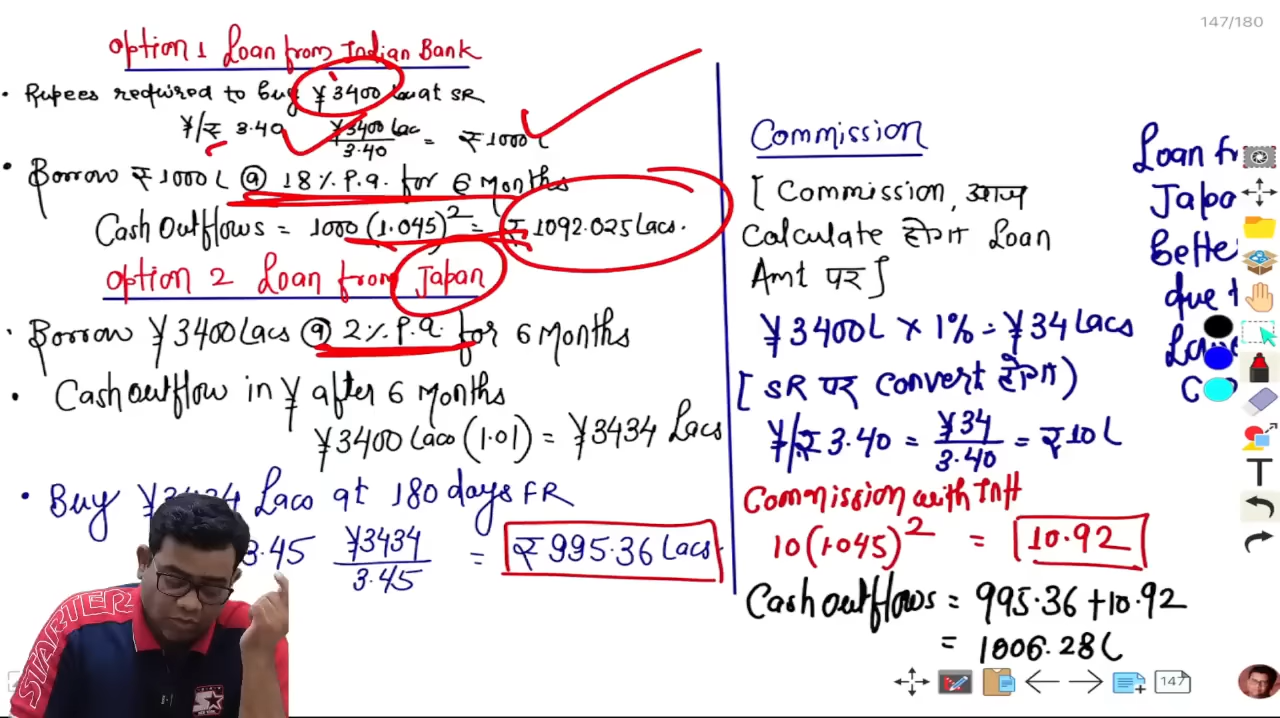 147/180
Option 1 Loan from Indian Bank
• Rupees required to buy ¥3400 Lac at SR
¥/₹ 3.40 ¥3400 Lac/3.40 = ₹1000 L
• Borrow ₹1000 L @ 18% P.a. for 6 Months
Cash Outflows = 1000 (1.045)² = ₹1092.025 Lacs.
Option 2 Loan from Japan
• Borrow ¥3400 Lacs @ 2% P.a. for 6 Months
• Cash outflow in ¥ after 6 Months
¥3400 Lacs (1.01) = ¥3434 Lacs
• Buy ¥3434 Lacs at 180 days FR
3.45 ¥3434/3.45 = ₹995.36 Lacs.
Commission
[Commission, आज
Calculate होगा Loan
Amt पर]
¥3400L × 1% = ¥34 Lacs
[SR पर Convert होगा)
¥/₹ 3.40 = ¥34/3.40 = ₹10 L
Commission with Int
10(1.045)² = 10.92
Cash outflows = 995.36 + 10.92
= 1006.28 L
Loan fr
Japa
Bette
due t
C
T
147
STARTER